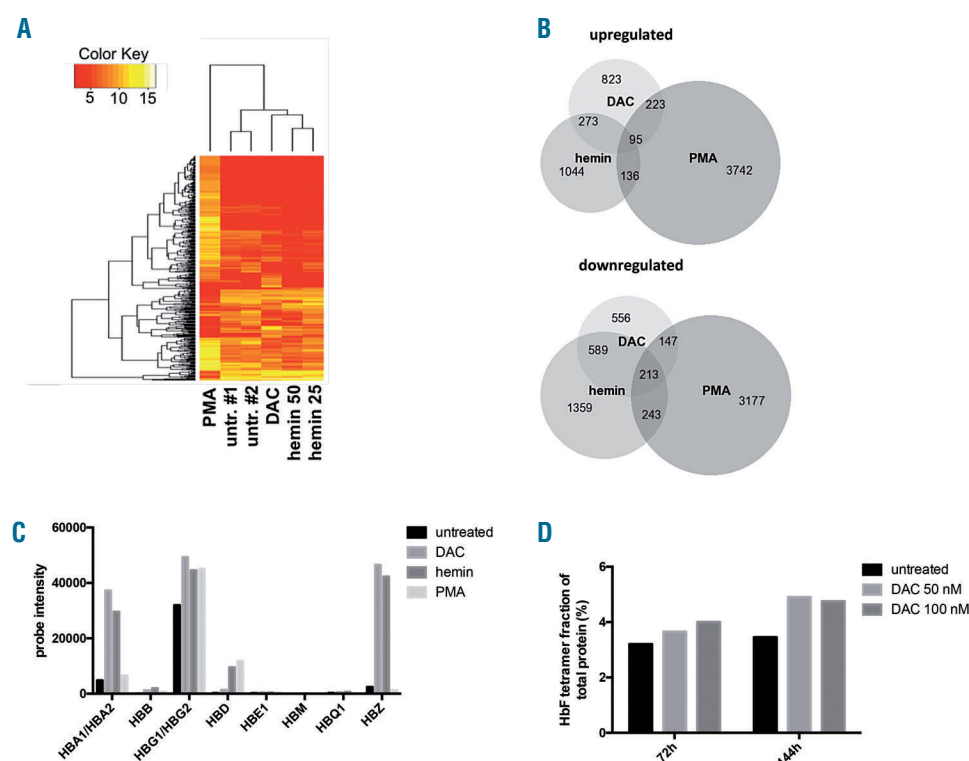 A
Color Key
5 10 15
PMA
untr. #1
untr. #2
DAC
hemin 50
hemin 25
B
upregulated
823
DAC
223
273
95
hemin
PMA
1044
136
3742
downregulated
556
DAC
147
589
213
hemin
PMA
1359
243
3177
C
probe intensity
60000
40000
20000
0
HBA1/HBA2
HBB
HBG1/HBG2
HBD
HBE1
HBM
HBQ1
HBZ
untreated
DAC
hemin
PMA
D
HbF tetramer fraction of
total protein (%)
6
4
2
0
72h
144h
untreated
DAC 50 nM
DAC 100 nM